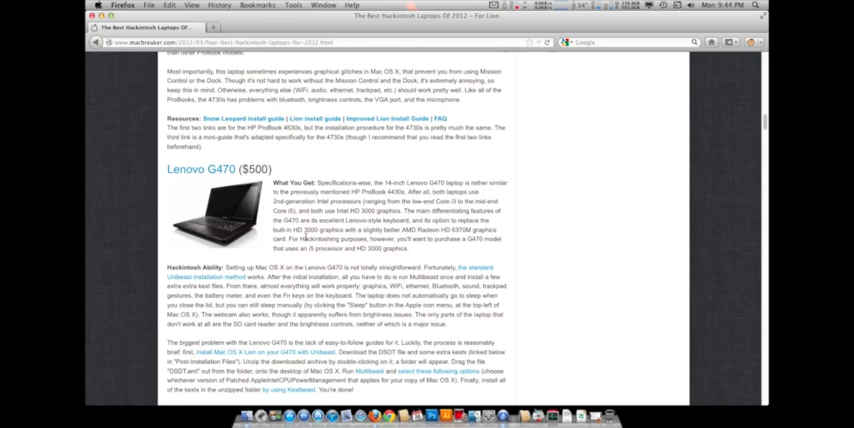 Firefox File Edit View History Bookmarks Tools Window Help Mon 9:44 PM
The Best Hackintosh Laptops Of 2012 – For Lion
The Best Hackintosh Laptops Of 2012...
www.macbreaker.com/2012/03/four-best-hackintosh-laptops-for-2012.html Google
than other ProBook models.
Most importantly, this laptop sometimes experiences graphical glitches in Mac OS X, that prevent you from using Mission
Control or the Dock. Though it's not hard to work without the Mission Control and the Dock, it's extremely annoying, so
keep this in mind. Otherwise, everything else (WiFi, audio, ethernet, trackpad, etc.) should work pretty well. Like all of the
ProBooks, the 4730s has problems with bluetooth, brightness controls, the VGA port, and the microphone.
Resources: Snow Leopard install guide | Lion install guide | Improved Lion Install Guide | FAQ
The first two links are for the HP ProBook 4530s, but the installation procedure for the 4730s is pretty much the same. The
third link is a mini-guide that's adapted specifically for the 4730s (though I recommend that you read the first two links
beforehand).
Lenovo G470 ($500)
What You Get: Specifications-wise, the 14-inch Lenovo G470 laptop is rather similar
to the previously mentioned HP ProBook 4430s. After all, both laptops use
2nd-generation Intel processors (ranging from the low-end Core i3 to the mid-end
Core i5), and both use Intel HD 3000 graphics. The main differentiating features of
the G470 are its excellent Lenovo-style keyboard, and its option to replace the
built-in HD 3000 graphics with a slightly better AMD Radeon HD 6370M graphics
card. For Hackintoshing purposes, however, you'll want to purchase a G470 model
that uses an i5 processor and HD 3000 graphics.
Hackintosh Ability: Setting up Mac OS X on the Lenovo G470 is not totally straightforward. Fortunately, the standard
Unibeast installation method works. After the initial installation, all you have to do is run Multibeast once and install a few
extra extra kext files. From there, almost everything will work properly: graphics, WiFi, ethernet, Bluetooth, sound, trackpad
gestures, the battery meter, and even the Fn keys on the keyboard. The laptop does not automatically go to sleep when
you close the lid, but you can still sleep manually (by clicking the "Sleep" button in the Apple icon menu, at the top-left of
Mac OS X). The webcam also works, though it apparently suffers from brightness issues. The only parts of the laptop that
don't work at all are the SD card reader and the brightness controls, neither of which is a major issue.
The biggest problem with the Lenovo G470 is the lack of easy-to-follow guides for it. Luckily, the process is reasonably
brief: first, install Mac OS X Lion on your G470 with Unibeast. Download the DSDT file and some extra kexts (linked below
in "Post-Installation Files"). Unzip the downloaded archive by double-clicking on it; a folder will appear. Drag the file
"DSDT.aml" out from the folder, onto the desktop of Mac OS X. Run Multibeast and select these following options (choose
whichever version of Patched AppleIntelCPUPowerManagement that applies for your copy of Mac OS X). Finally, install all
of the kexts in the unzipped folder by using Kextbeast. You're done!